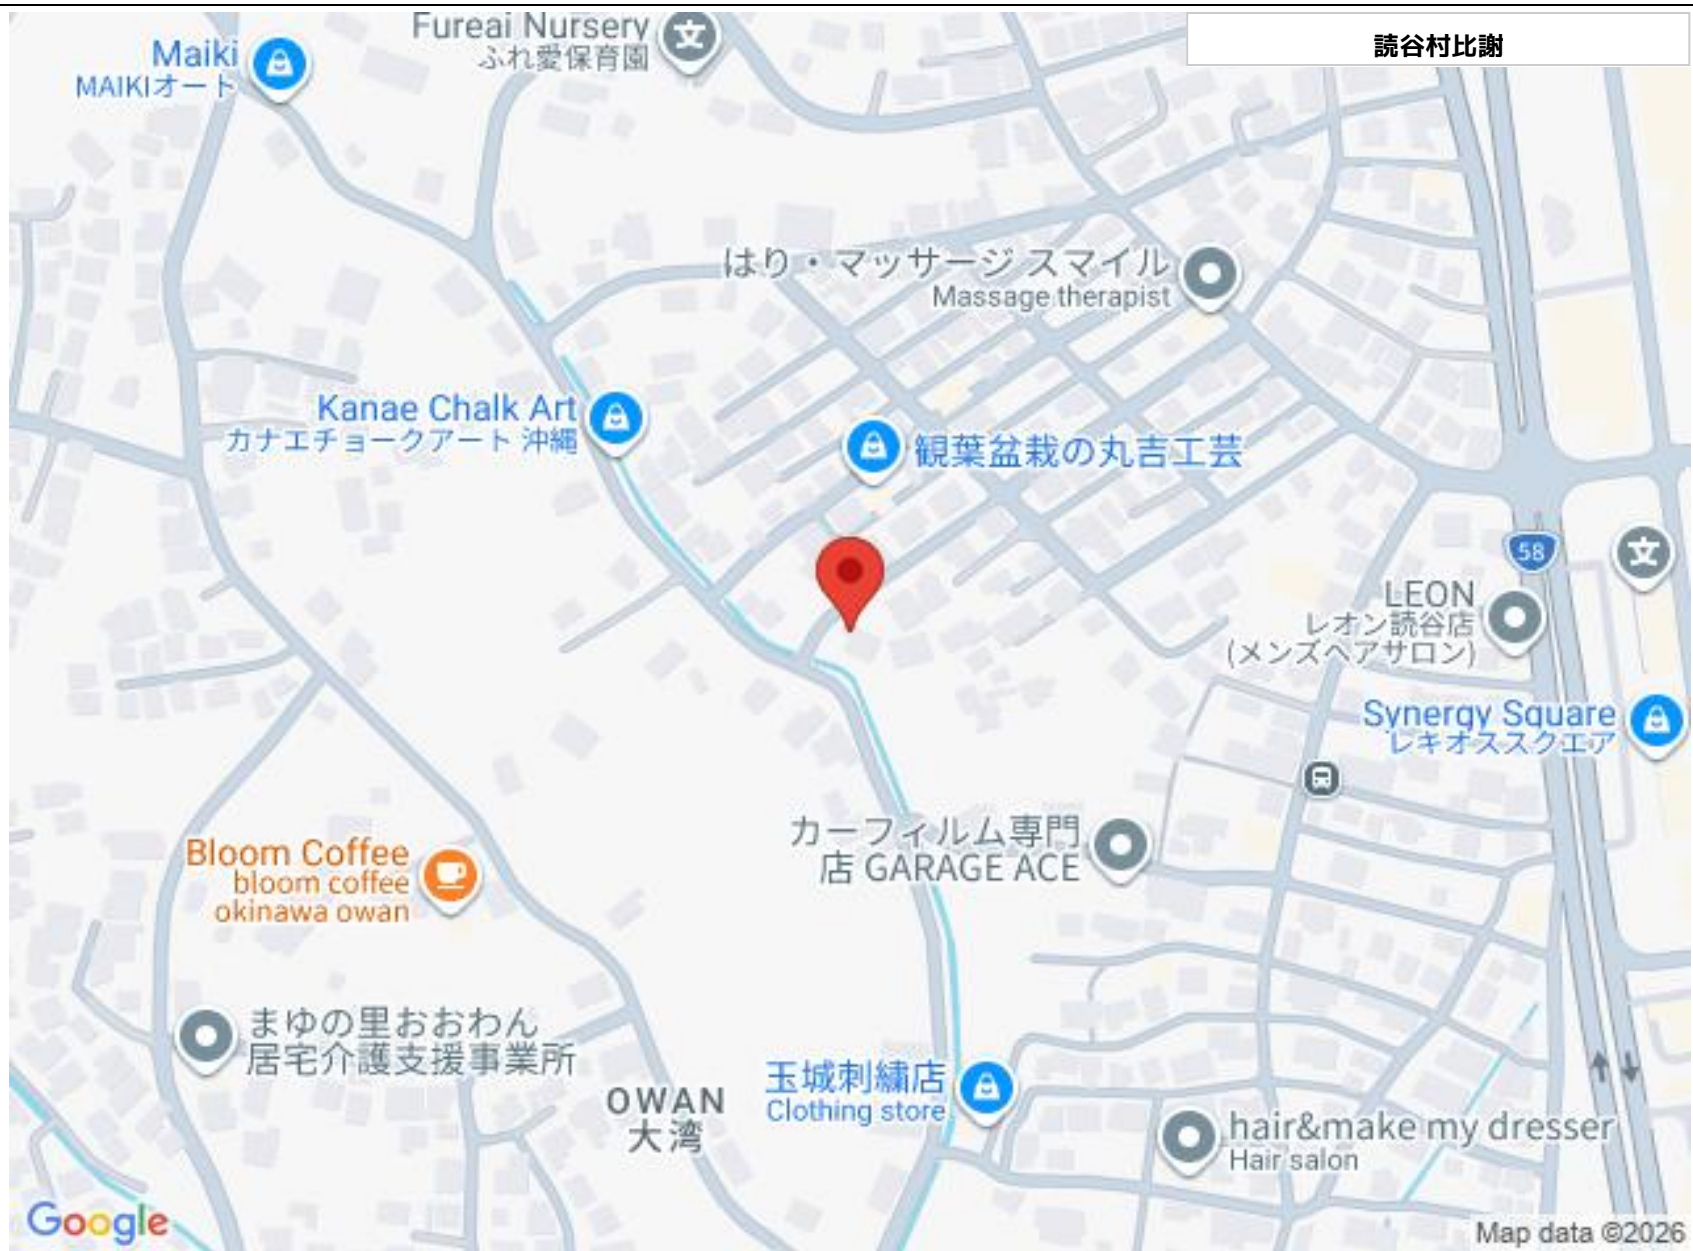 Fureai Nursery
ふれ愛保育園
読谷村比謝
Maiki
MAIKIオート
はり・マッサージ スマイル
Massage therapist
Kanae Chalk Art
カナエチョークアート 沖縄
観葉盆栽の丸吉工芸
58
LEON
レオン読谷店
(メンズヘアサロン)
Synergy Square
レキオススクエア
カーフィルム専門
店 GARAGE ACE
Bloom Coffee
bloom coffee
okinawa owan
まゆの里おおわん
居宅介護支援事業所
OWAN
大湾
玉城刺繍店
Clothing store
hair&make my dresser
Hair salon
Google
Map data ©2026
文
文